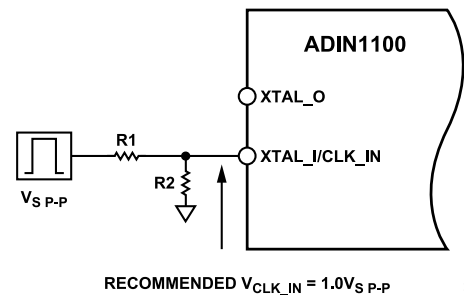 ADIN1100
XTAL_O
R1
XTAL_I/CLK_IN
R2
VS P-P
RECOMMENDED VCLK_IN = 1.0VS P-P